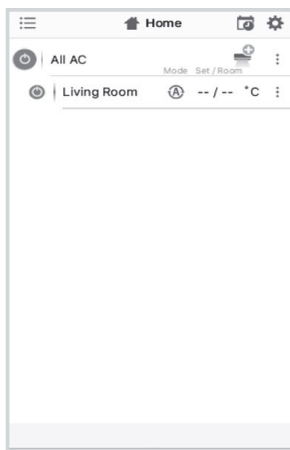 Home
All AC
Mode Set / Room
Living Room A -- / -- °C